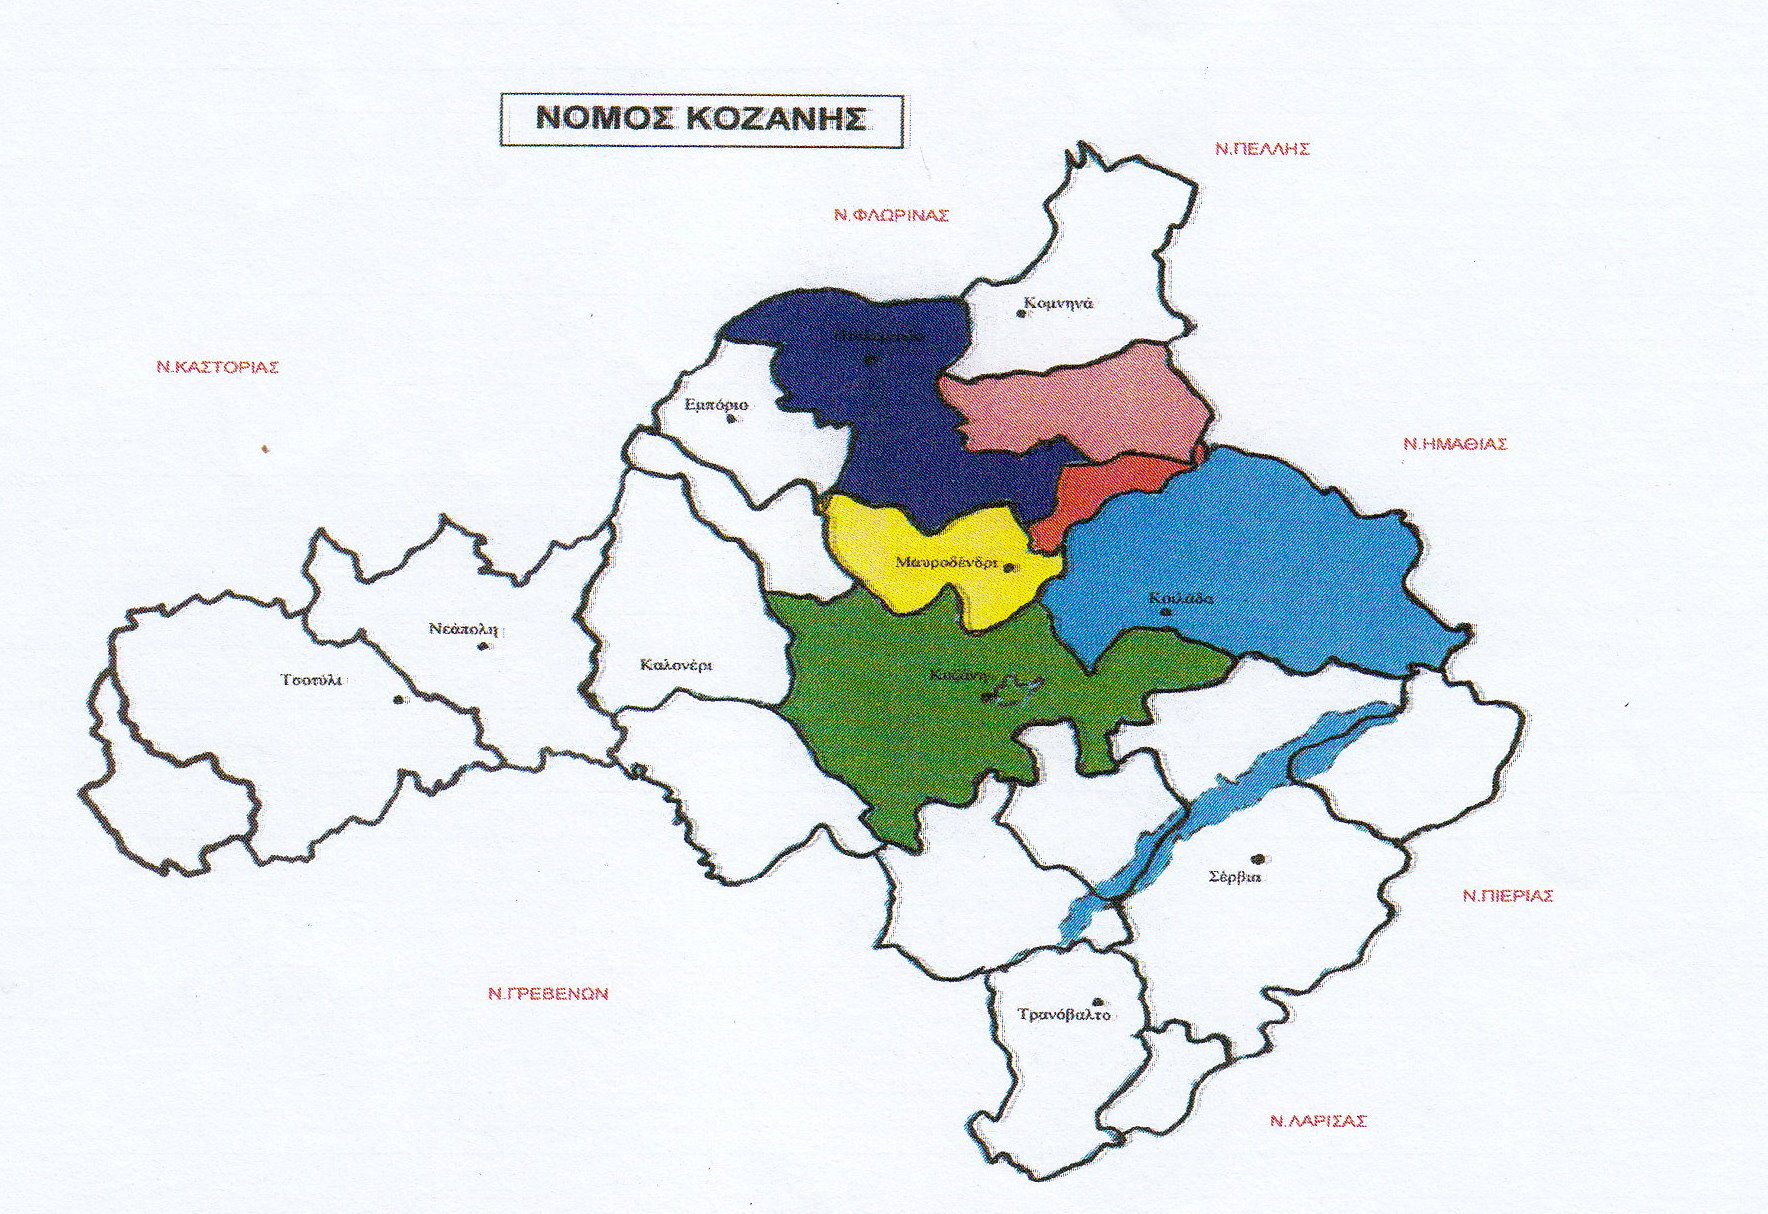 ΝΟΜΟΣ ΚΟΖΑΝΗΣ
Ν.ΠΕΛΛΗΣ
Ν.ΦΛΩΡΙΝΑΣ
Κομνηνά
Ν.ΚΑΣΤΟΡΙΑΣ
Εμπόριο
Ν.ΗΜΑΘΙΑΣ
Μαυροδένδρι
Κοιλάδα
Νεάπολη
Καλονέρι
Τσοτύλι
Κοζάνη
Σέρβια
Ν.ΠΙΕΡΙΑΣ
Ν.ΓΡΕΒΕΝΩΝ
Τρανόβαλτο
Ν.ΛΑΡΙΣΑΣ